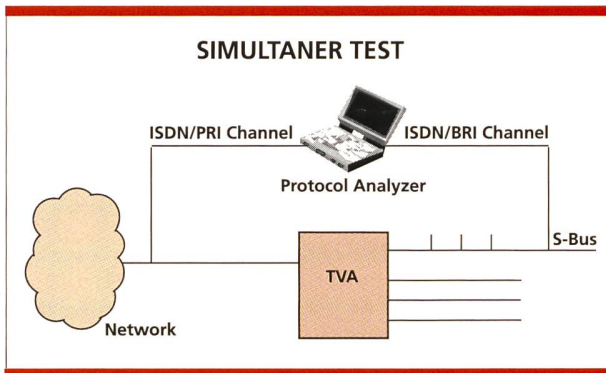 SIMULTANER TEST
ISDN/PRI Channel
ISDN/BRI Channel
Protocol Analyzer
S-Bus
TVA
Network